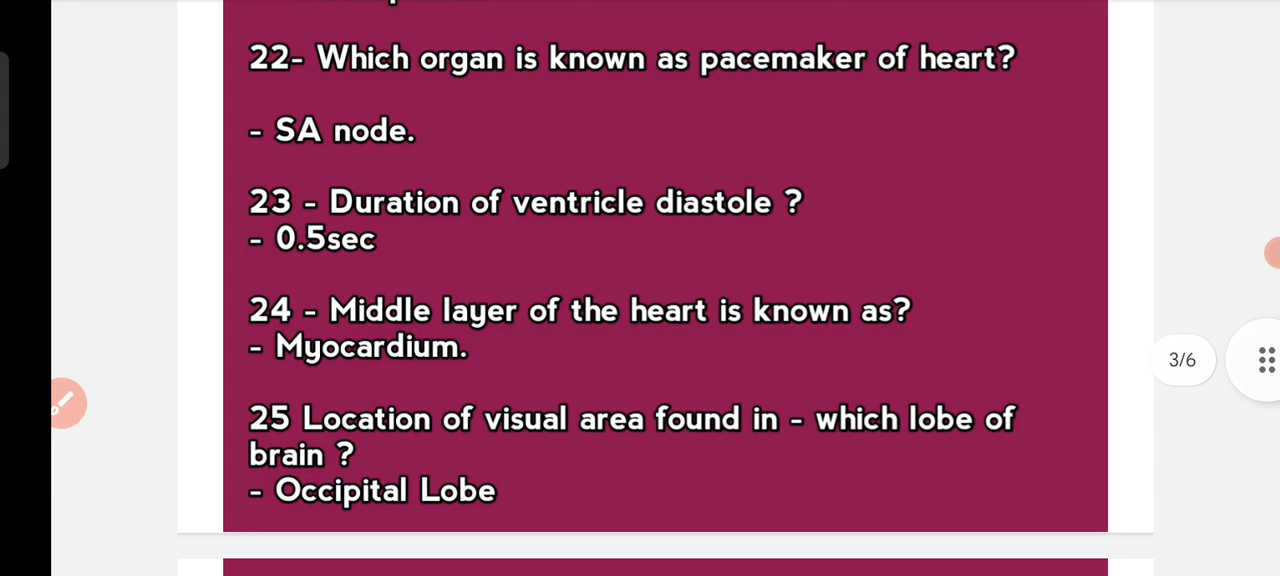 22- Which organ is known as pacemaker of heart?
- SA node.
23 - Duration of ventricle diastole ?
- 0.5sec
24 - Middle layer of the heart is known as?
- Myocardium.
25 Location of visual area found in - which lobe of
brain ?
- Occipital Lobe
3/6